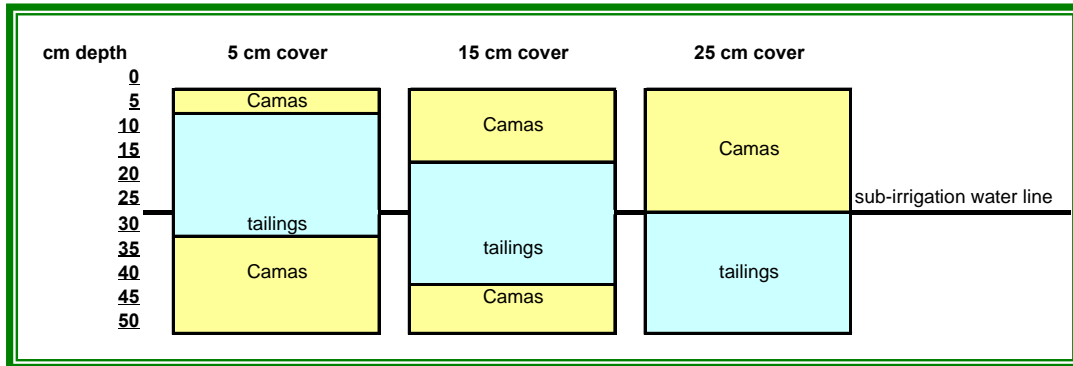 cm depth 5 cm cover 15 cm cover 25 cm cover
0
5 Camas
10 Camas
15 Camas
20
25 sub-irrigation water line
30 tailings
35 tailings
40 Camas tailings
45 Camas
50